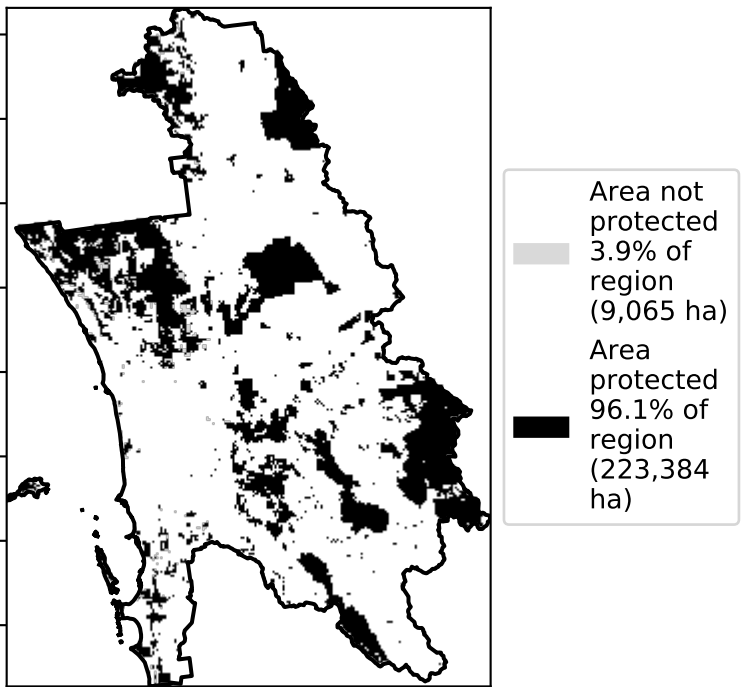 Area not
protected
3.9% of
region
(9,065 ha)
Area
protected
96.1% of
region
(223,384
ha)